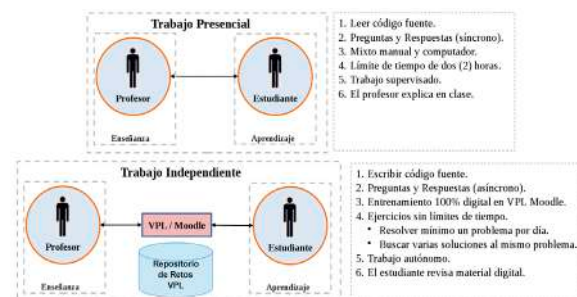 Trabajo Presencial
Profesor
Estudiante
Enseñanza
Aprendizaje
1. Leer código fuente.
2. Preguntas y Respuestas (síncrono).
3. Mixto manual y computador.
4. Límite de tiempo de dos (2) horas.
5. Trabajo supervisado.
6. El profesor explica en clase.
Trabajo Independiente
Profesor
VPL / Moodle
Estudiante
Repositorio
de Retos
VPL
Enseñanza
Aprendizaje
1. Escribir código fuente.
2. Preguntas y Respuestas (asíncrono).
3. Entrenamiento 100% digital en VPL Moodle.
4. Ejercicios sin límites de tiempo.
• Resolver mínimo un problema por día.
• Buscar varias soluciones al mismo problema.
5. Trabajo autónomo.
6. El estudiante revisa material digital.